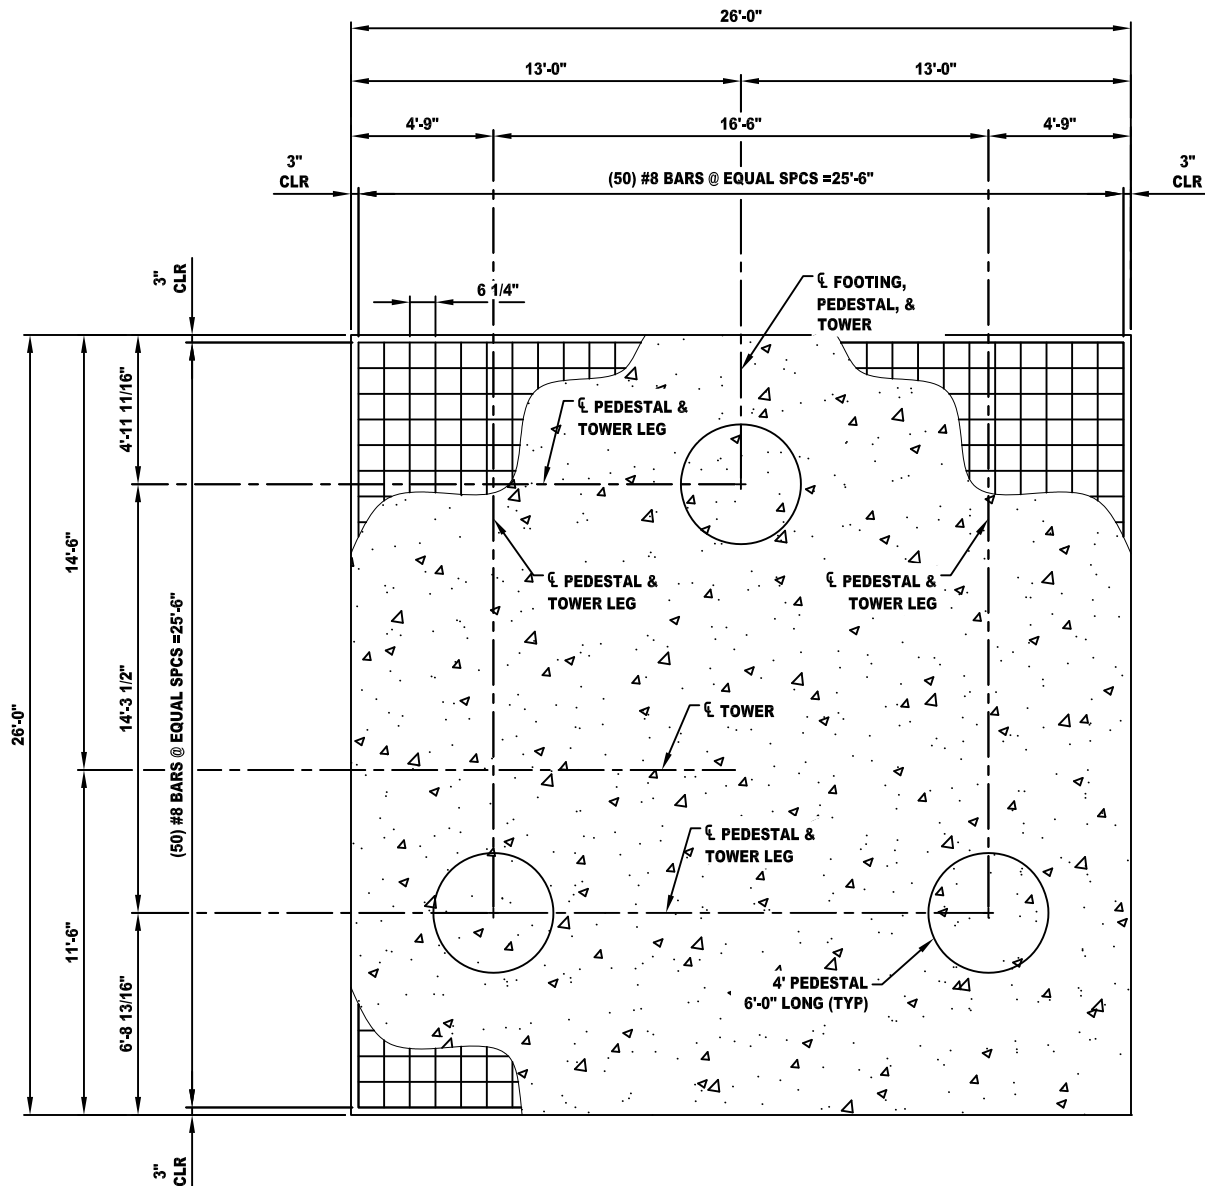 26'-0"
13'-0"
13'-0"
4'-9"
16'-6"
4'-9"
3"
CLR
(50) #8 BARS @ EQUAL SPCS =25'-6"
3"
CLR
3"
CLR
6 1/4"
℄ FOOTING,
PEDESTAL, &
TOWER
4'-11 11/16"
℄ PEDESTAL &
TOWER LEG
14'-6"
℄ PEDESTAL &
TOWER LEG
℄ PEDESTAL &
TOWER LEG
26'-0"
14'-3 1/2"
(50) #8 BARS @ EQUAL SPCS =25'-6"
℄ TOWER
℄ PEDESTAL &
TOWER LEG
11'-6"
6'-8 13/16"
4' PEDESTAL
6'-0" LONG (TYP)
3"
CLR